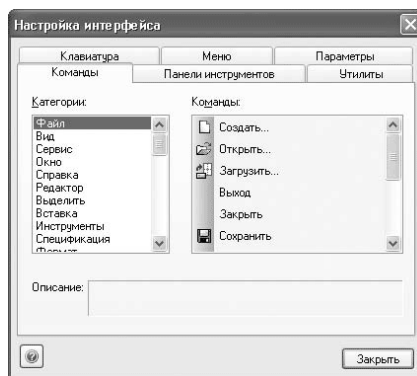 Настройка интерфейса
Клавиатура Меню Параметры
Команды Панели инструментов Утилиты
Категории: Команды:
Файл
Вид
Сервис
Окно
Справка
Редактор
Выделить
Вставка
Инструменты
Спецификация
Формат
Создать...
Открыть...
Загрузить...
Выход
Закрыть
Сохранить
Описание:
Закрыть